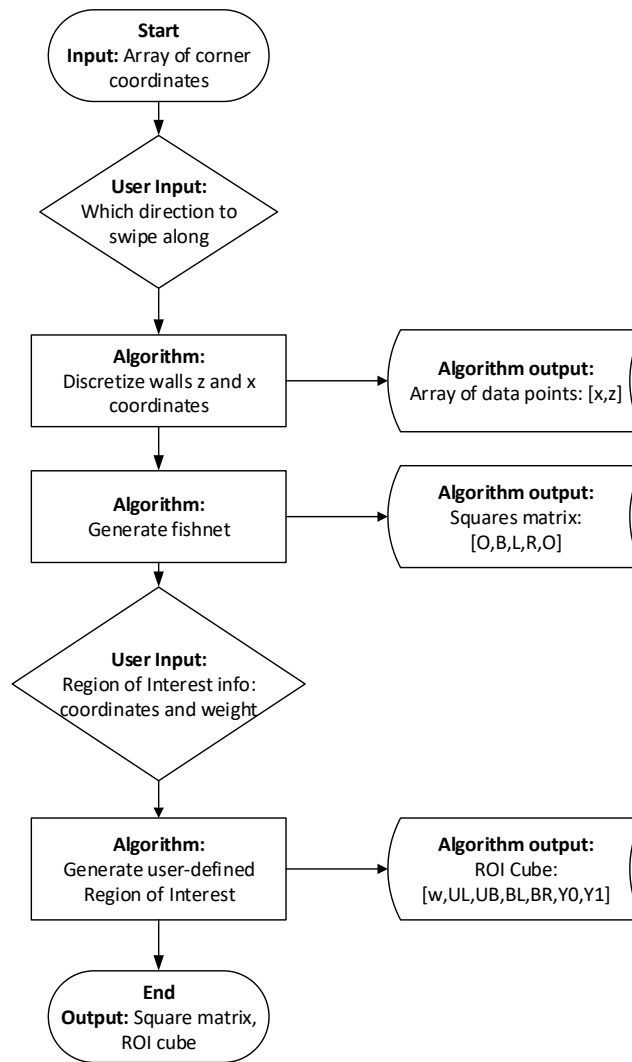 Start
Input: Array of corner
coordinates
User Input:
Which direction to
swipe along
Algorithm:
Discretize walls z and x
coordinates
Algorithm output:
Array of data points: [x,z]
Algorithm:
Generate fishnet
Algorithm output:
Squares matrix:
[O,B,L,R,O]
User Input:
Region of Interest info:
coordinates and weight
Algorithm:
Generate user-defined
Region of Interest
Algorithm output:
ROI Cube:
[w,UL,UB,BL,BR,Y0,Y1]
End
Output: Square matrix,
ROI cube